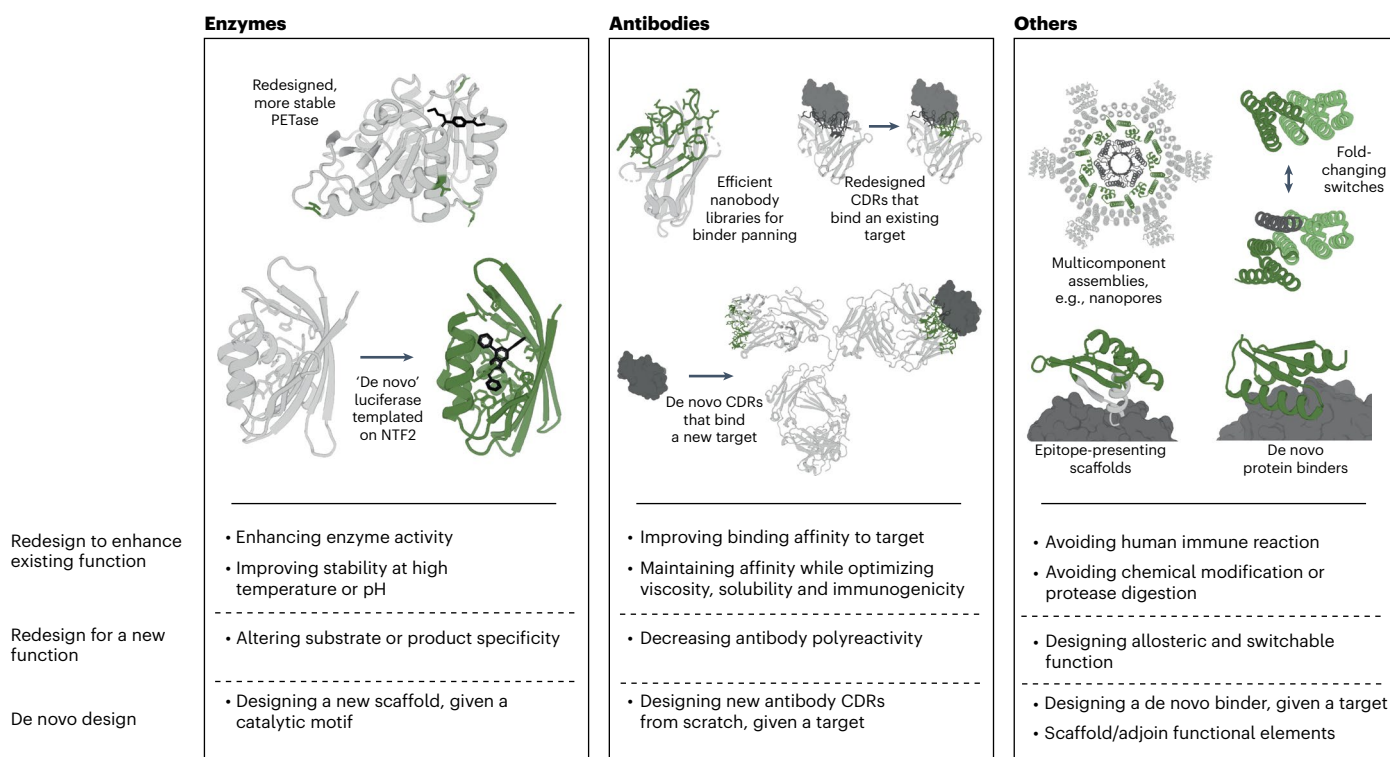 Enzymes
Redesigned,
more stable
PETase
'De novo'
luciferase
templated
on NTF2
Antibodies
Efficient
nanobody
libraries for
binder panning
Redesigned
CDRs that
bind an existing
target
De novo CDRs
that bind
a new target
Others
Fold-
changing
switches
Multicomponent
assemblies,
e.g., nanopores
Epitope-presenting
scaffolds
De novo
protein binders
Redesign to enhance
existing function
• Enhancing enzyme activity
• Improving stability at high
temperature or pH
• Improving binding affinity to target
• Maintaining affinity while optimizing
viscosity, solubility and immunogenicity
• Avoiding human immune reaction
• Avoiding chemical modification or
protease digestion
Redesign for a new
function
• Altering substrate or product specificity
• Decreasing antibody polyreactivity
• Designing allosteric and switchable
function
De novo design
• Designing a new scaffold, given a
catalytic motif
• Designing new antibody CDRs
from scratch, given a target
• Designing a de novo binder, given a target
• Scaffold/adjoin functional elements